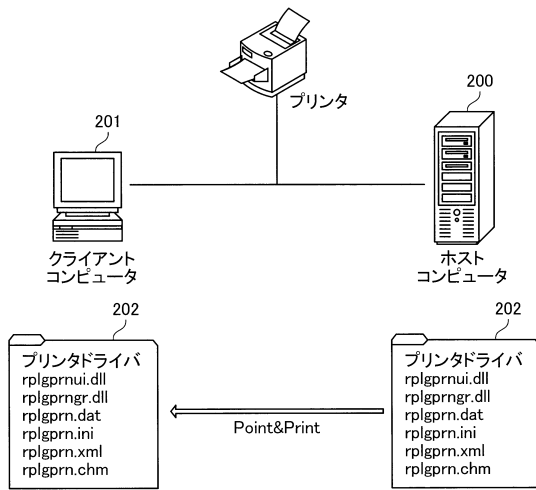 プリンタ
201
200
クライアント
コンピュータ
ホスト
コンピュータ
202
プリンタドライバ
rplgprnui.dll
rplgprngr.dll
rplgprn.dat
rplgprn.ini
rplgprn.xml
rplgprn.chm
Point&Print
202
プリンタドライバ
rplgprnui.dll
rplgprngr.dll
rplgprn.dat
rplgprn.ini
rplgprn.xml
rplgprn.chm